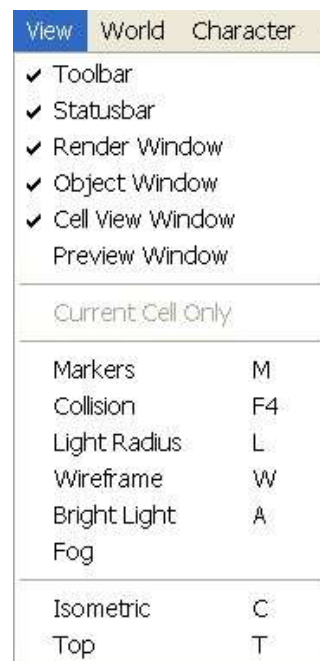 View World Character
Toolbar
Statusbar
Render Window
Object Window
Cell View Window
Preview Window
Current Cell Only
Markers M
Collision F4
Light Radius L
Wireframe W
Bright Light A
Fog
Isometric C
Top T